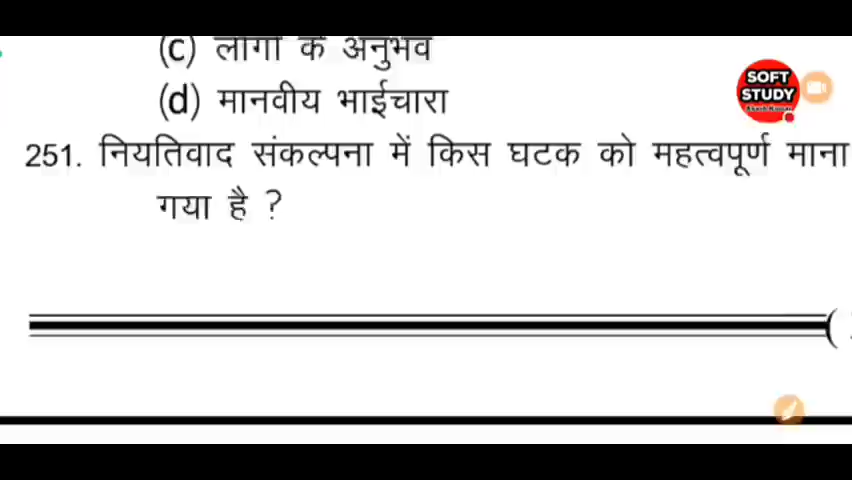 (c) लोगों के अनुभव
(d) मानवीय भाईचारा
SOFT
STUDY
251. नियतिवाद संकल्पना में किस घटक को महत्वपूर्ण माना
गया है ?
(